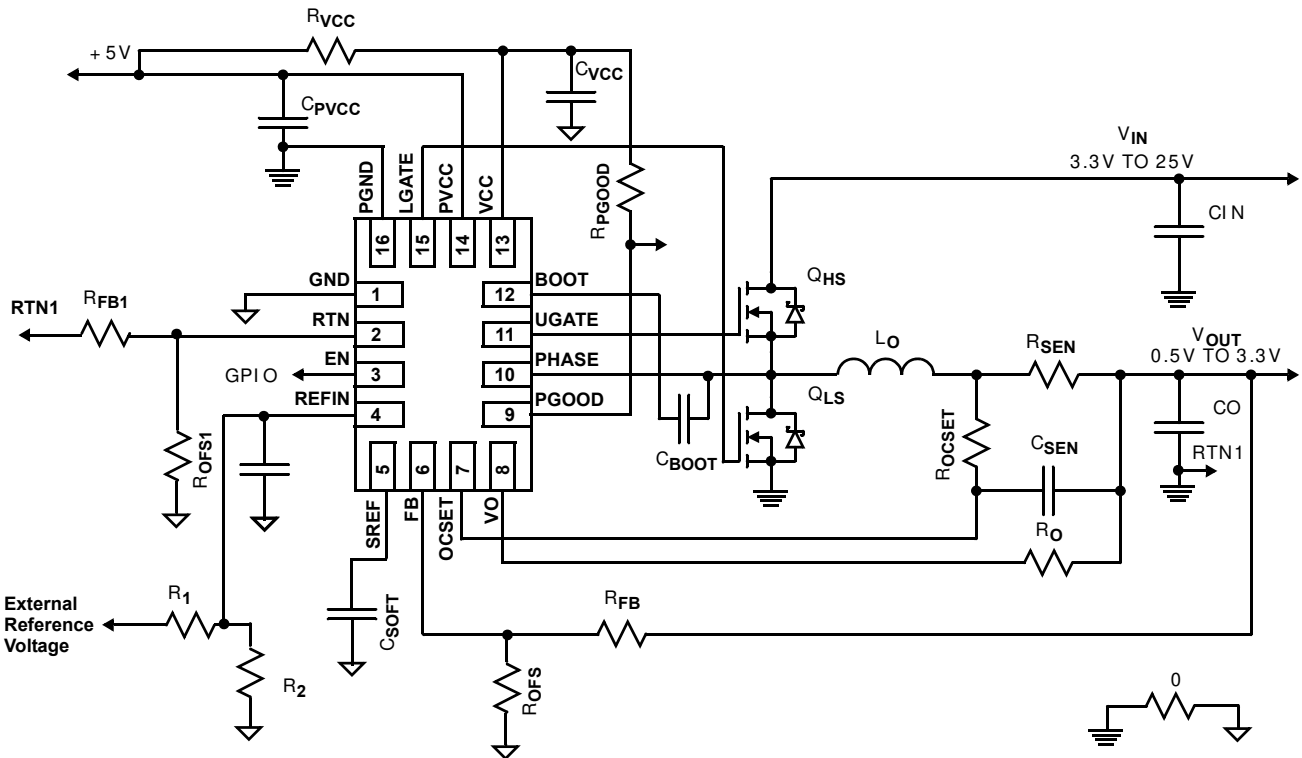 RVCC
+ 5V
CVCC
CPVCC
VIN
3.3V TO 25V
PGND
LGATE
PVCC
VCC
RPGOOD
CIN
16
15
14
13
QHS
GND
1
12
BOOT
RTN1
RFB1
RTN
2
11
UGATE
LO
RSEN
VOUT
0.5V TO 3.3V
GPIO
EN
3
10
PHASE
QLS
REFIN
4
9
PGOOD
CO
ROFS1
CBOOT
ROCSET
CSEN
RTN1
5
6
7
8
SREF
FB
OCSET
VO
RO
External
Reference
Voltage
R1
R2
CSOFT
RFB
ROFS
0